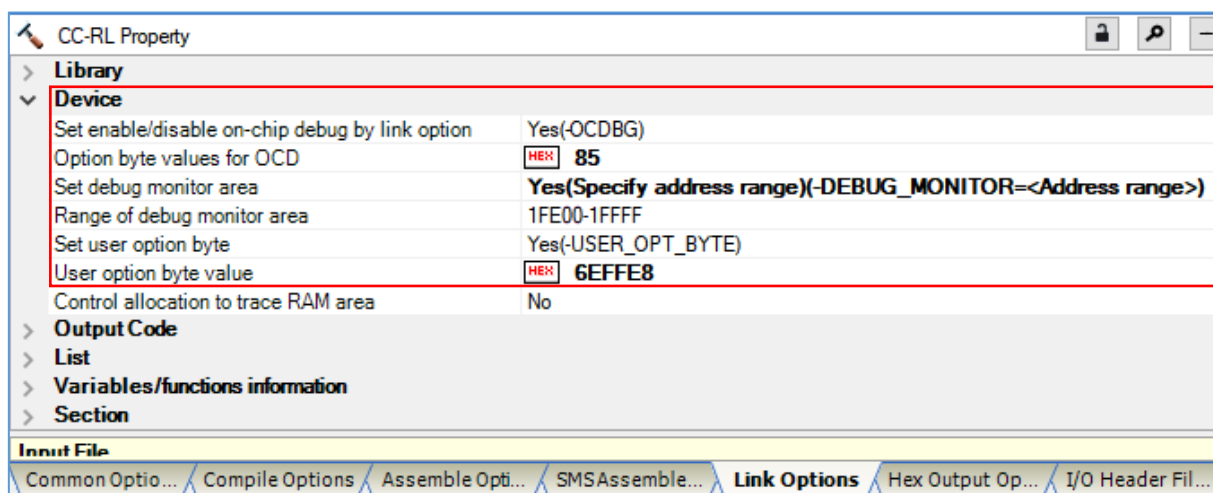 CC-RL Property
Library
Device
Set enable/disable on-chip debug by link option Yes(-OCDBG)
Option byte values for OCD HEX 85
Set debug monitor area Yes(Specify address range)(-DEBUG_MONITOR=<Address range>)
Range of debug monitor area 1FE00-1FFFF
Set user option byte Yes(-USER_OPT_BYTE)
User option byte value HEX 6EFFE8
Control allocation to trace RAM area No
Output Code
List
Variables/functions information
Section
Input File
Common Optio... Compile Options Assemble Opti... SMSAssemble... Link Options Hex Output Op... I/O Header Fil...